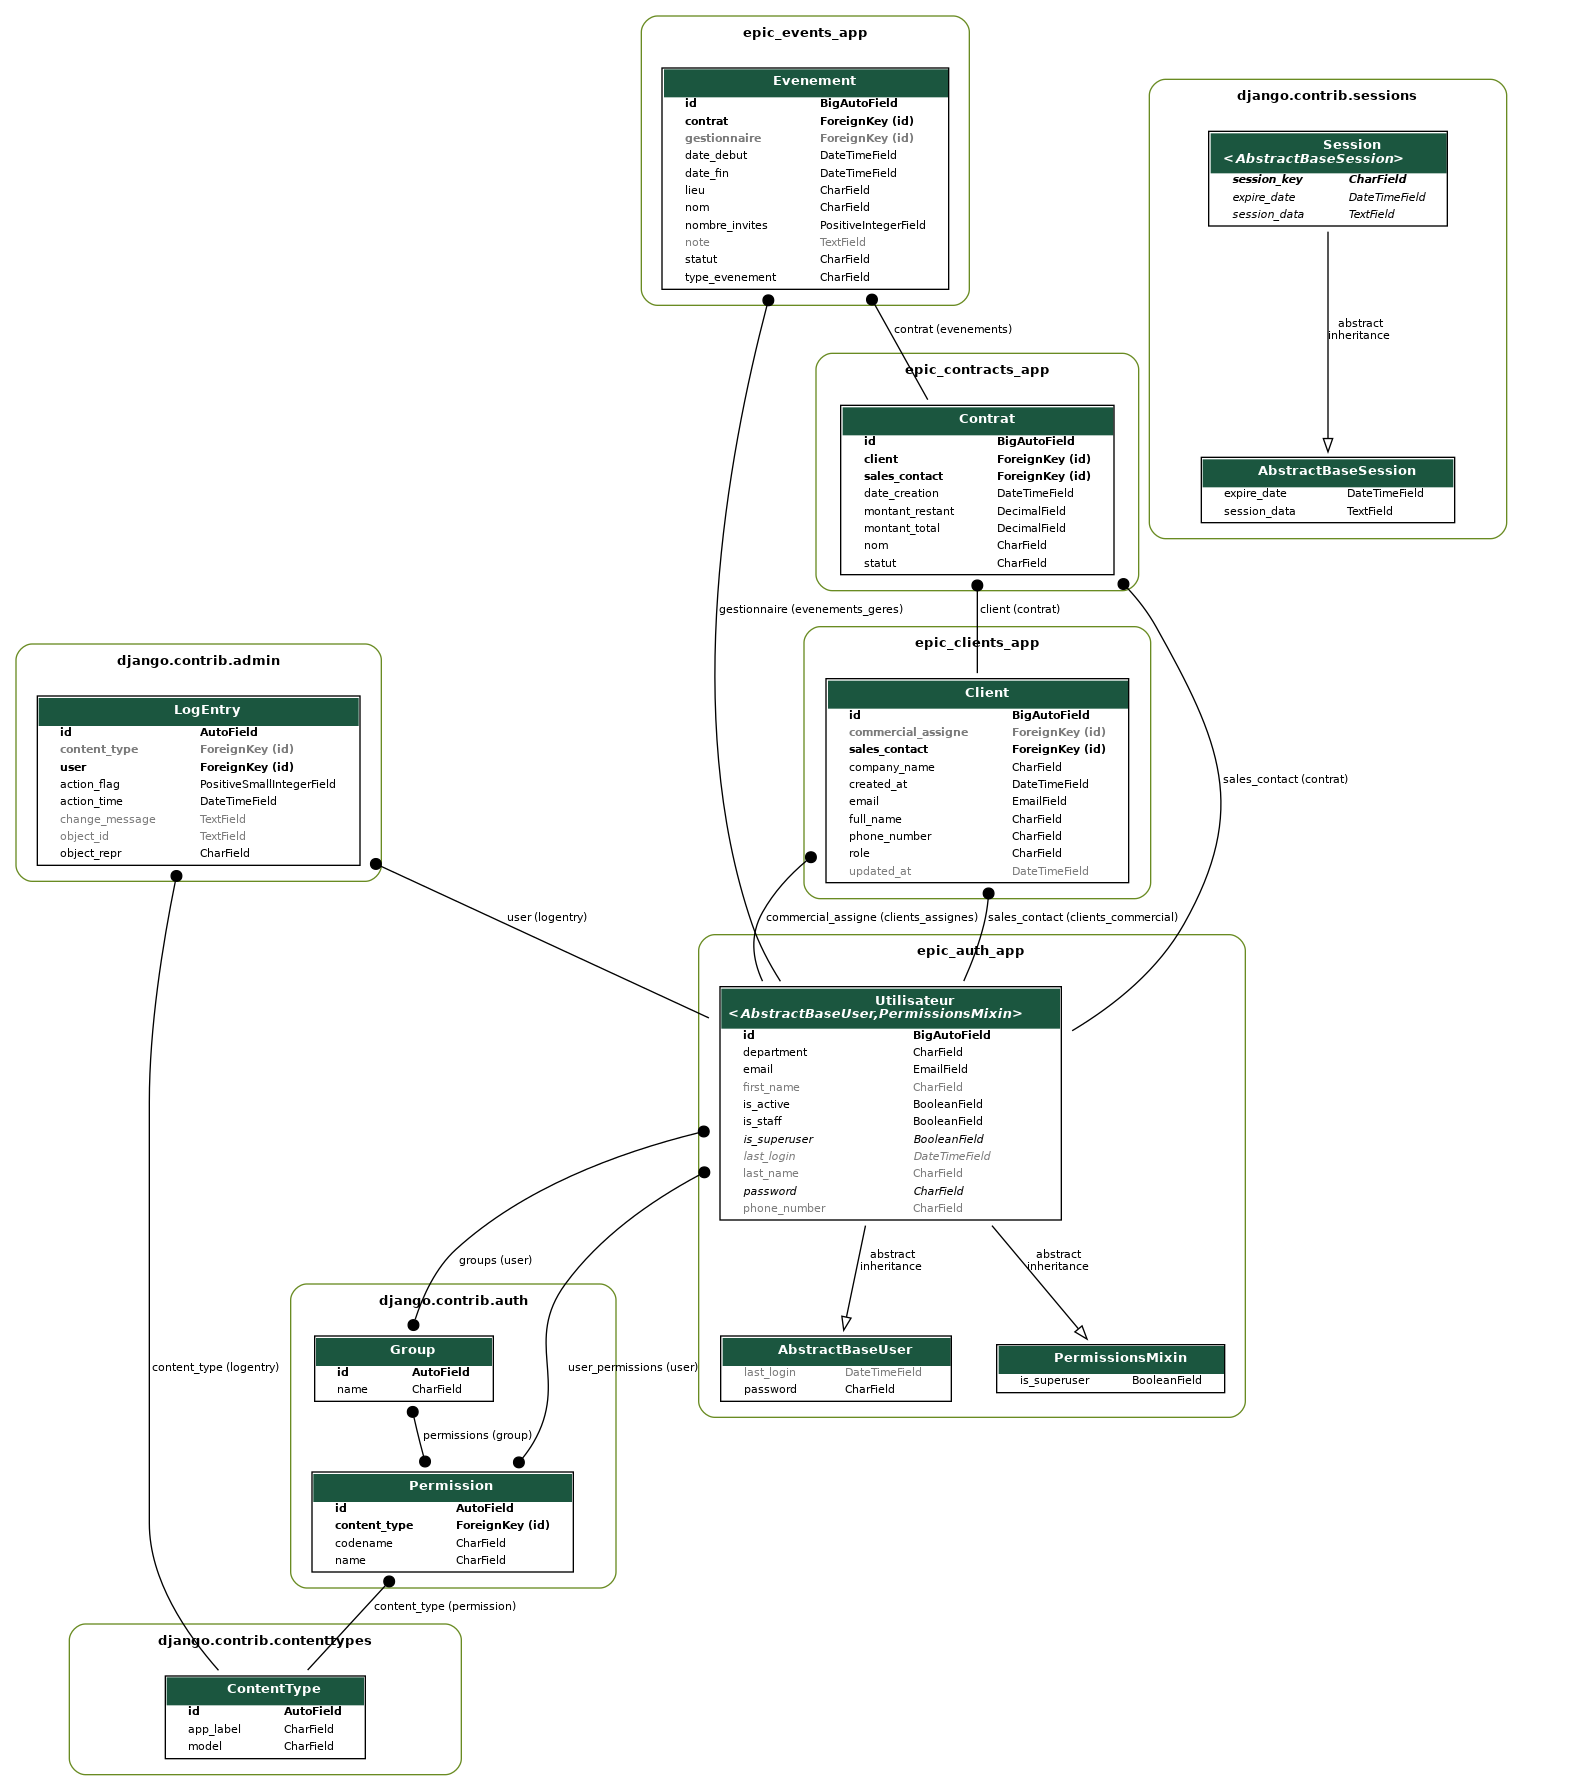 epic_events_app
Evenement
id BigAutoField
contrat ForeignKey (id)
gestionnaire ForeignKey (id)
date_debut DateTimeField
date_fin DateTimeField
lieu CharField
nom CharField
nombre_invites PositiveIntegerField
note TextField
statut CharField
type_evenement CharField
django.contrib.sessions
Session
<AbstractBaseSession>
session_key CharField
expire_date DateTimeField
session_data TextField
abstract
inheritance
AbstractBaseSession
expire_date DateTimeField
session_data TextField
contrat (evenements)
epic_contracts_app
Contrat
id BigAutoField
client ForeignKey (id)
sales_contact ForeignKey (id)
date_creation DateTimeField
montant_restant DecimalField
montant_total DecimalField
nom CharField
statut CharField
gestionnaire (evenements_geres)
client (contrat)
epic_clients_app
Client
id BigAutoField
commercial_assigne ForeignKey (id)
sales_contact ForeignKey (id)
company_name CharField
created_at DateTimeField
email EmailField
full_name CharField
phone_number CharField
role CharField
updated_at DateTimeField
sales_contact (contrat)
django.contrib.admin
LogEntry
id AutoField
content_type ForeignKey (id)
user ForeignKey (id)
action_flag PositiveSmallIntegerField
action_time DateTimeField
change_message TextField
object_id TextField
object_repr CharField
user (logentry)
commercial_assigne (clients_assignes)
sales_contact (clients_commercial)
epic_auth_app
Utilisateur
<AbstractBaseUser,PermissionsMixin>
id BigAutoField
department CharField
email EmailField
first_name CharField
is_active BooleanField
is_staff BooleanField
is_superuser BooleanField
last_login DateTimeField
last_name CharField
password CharField
phone_number CharField
abstract
inheritance
abstract
inheritance
AbstractBaseUser
last_login DateTimeField
password CharField
PermissionsMixin
is_superuser BooleanField
groups (user)
django.contrib.auth
Group
id AutoField
name CharField
content_type (logentry)
user_permissions (user)
permissions (group)
Permission
id AutoField
content_type ForeignKey (id)
codename CharField
name CharField
content_type (permission)
django.contrib.contenttypes
ContentType
id AutoField
app_label CharField
model CharField